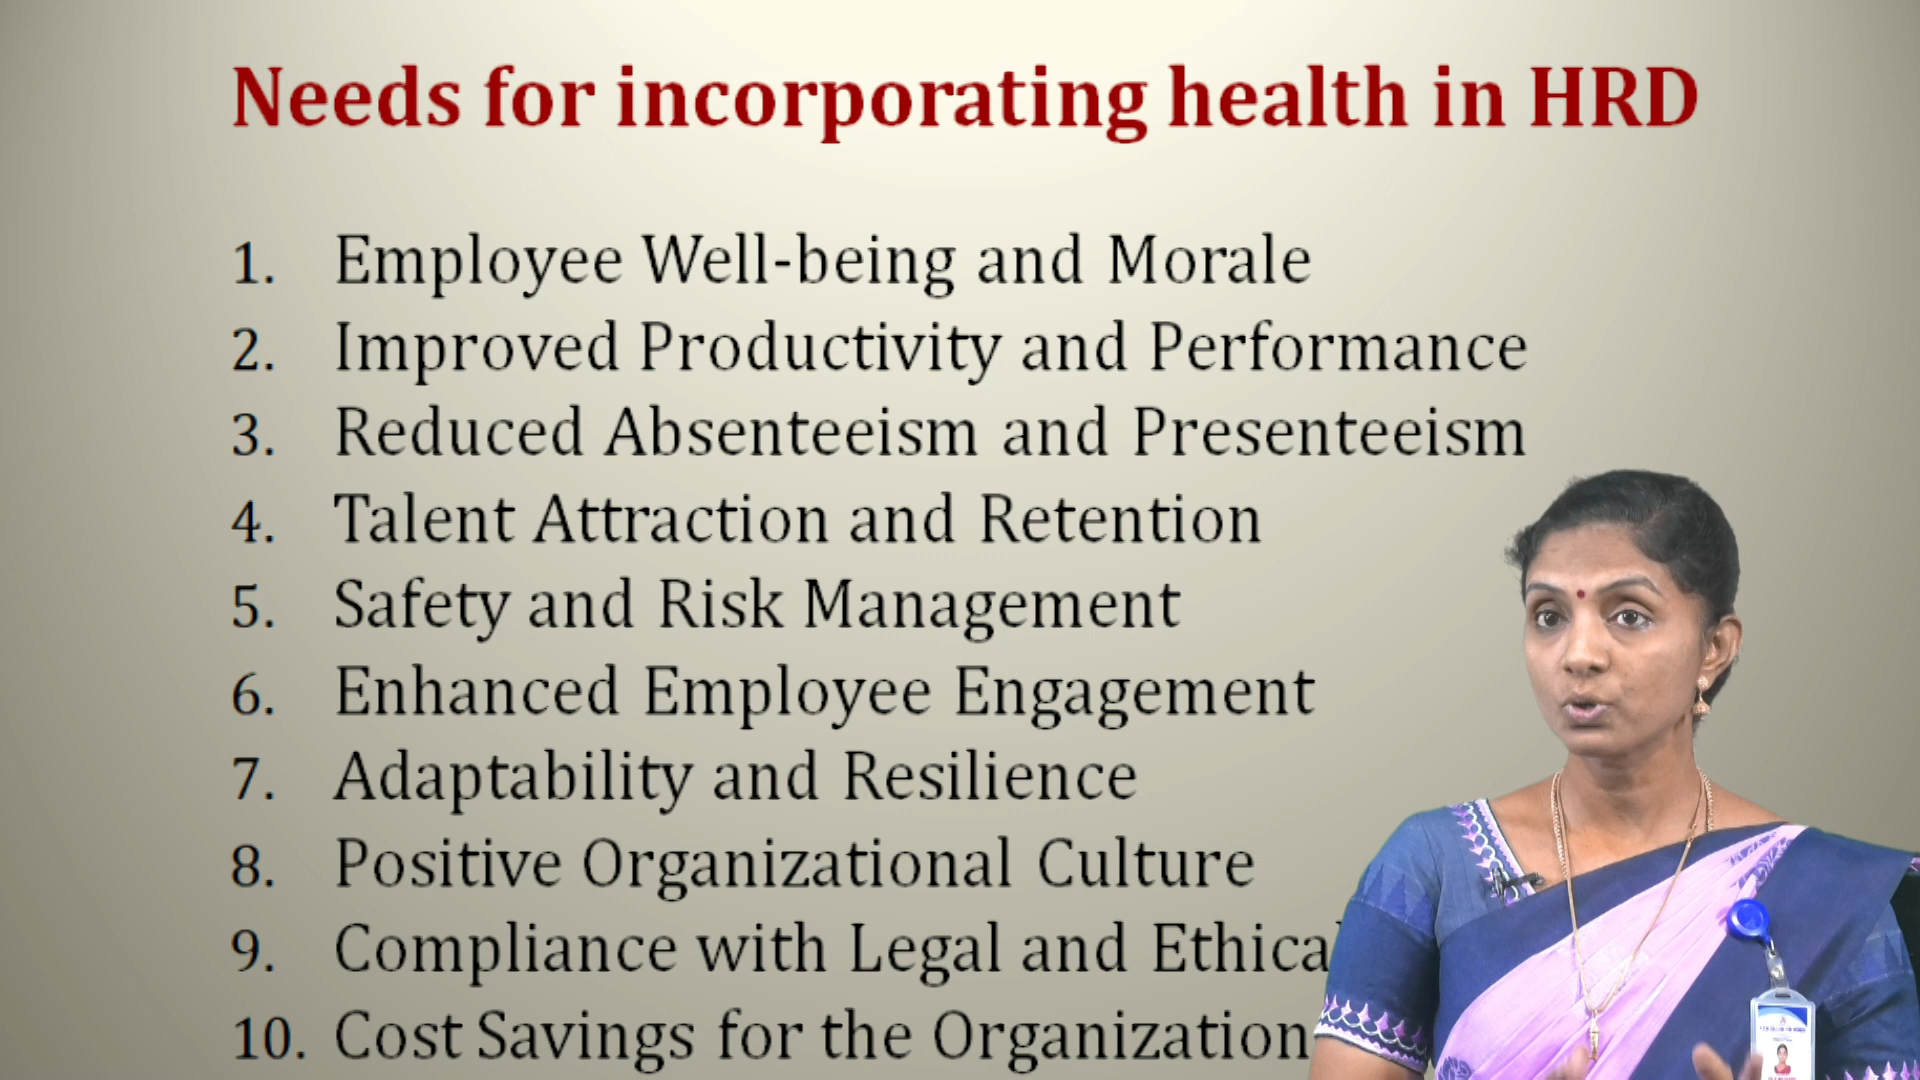 Needs for incorporating health in HRD
1. Employee Well-being and Morale
2. Improved Productivity and Performance
3. Reduced Absenteeism and Presenteeism
4. Talent Attraction and Retention
5. Safety and Risk Management
6. Enhanced Employee Engagement
7. Adaptability and Resilience
8. Positive Organizational Culture
9. Compliance with Legal and Ethical
10. Cost Savings for the Organization